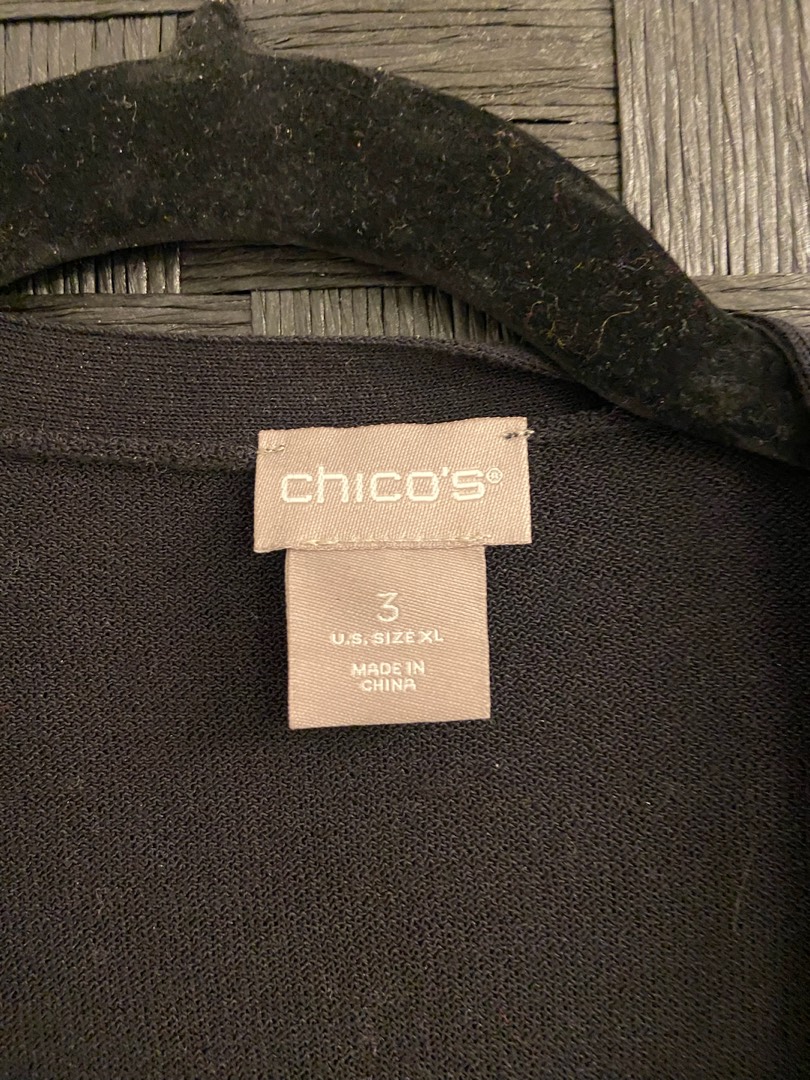 chico's®
3
U.S. SIZE XL
MADE IN
CHINA